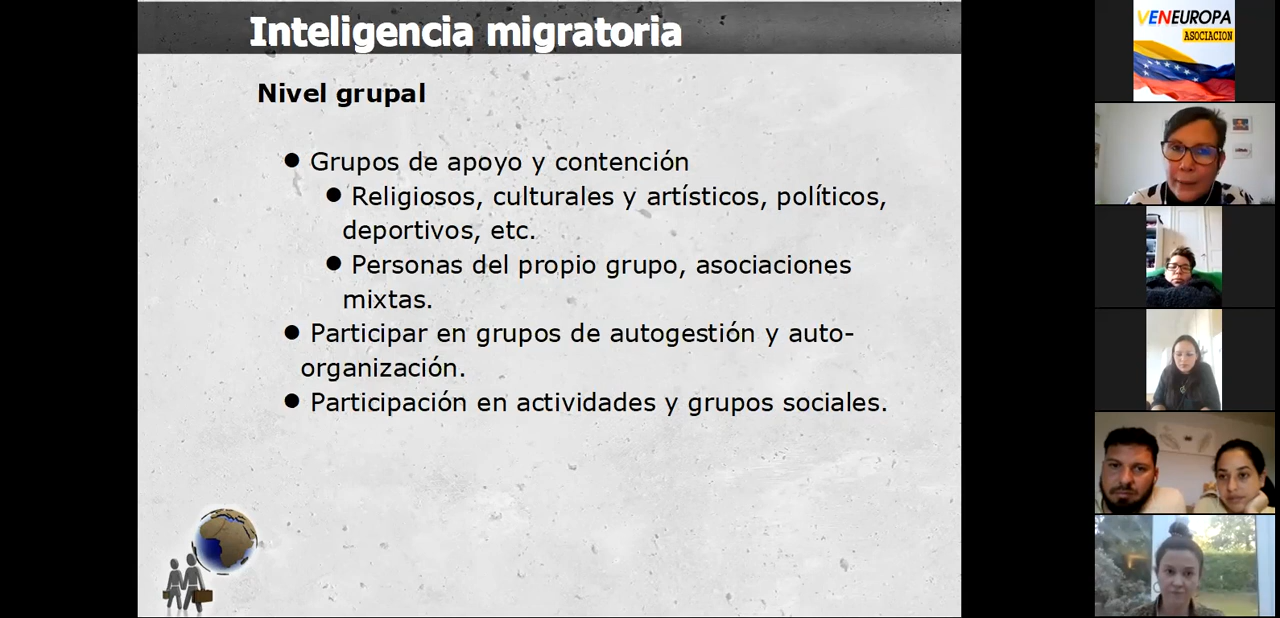 Inteligencia migratoria
Nivel grupal
● Grupos de apoyo y contención
● Religiosos, culturales y artísticos, políticos,
deportivos, etc.
● Personas del propio grupo, asociaciones
mixtas.
● Participar en grupos de autogestión y auto-
organización.
● Participación en actividades y grupos sociales.
VENEUROPA
ASOCIACION